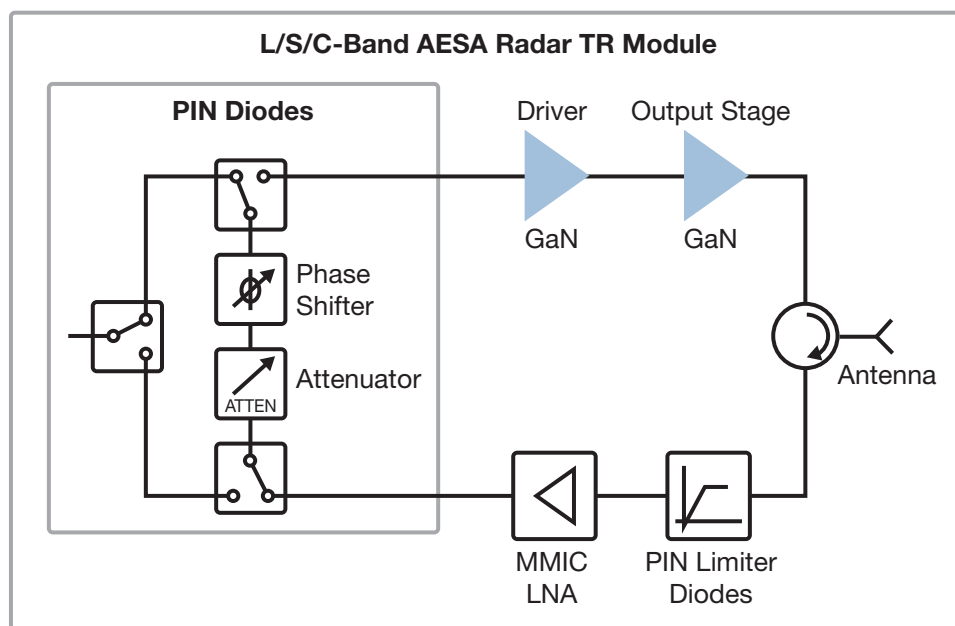 L/S/C-Band AESA Radar TR Module
PIN Diodes
Driver
Output Stage
GaN
GaN
Phase
Shifter
Attenuator
ATTEN
Antenna
MMIC
LNA
PIN Limiter
Diodes